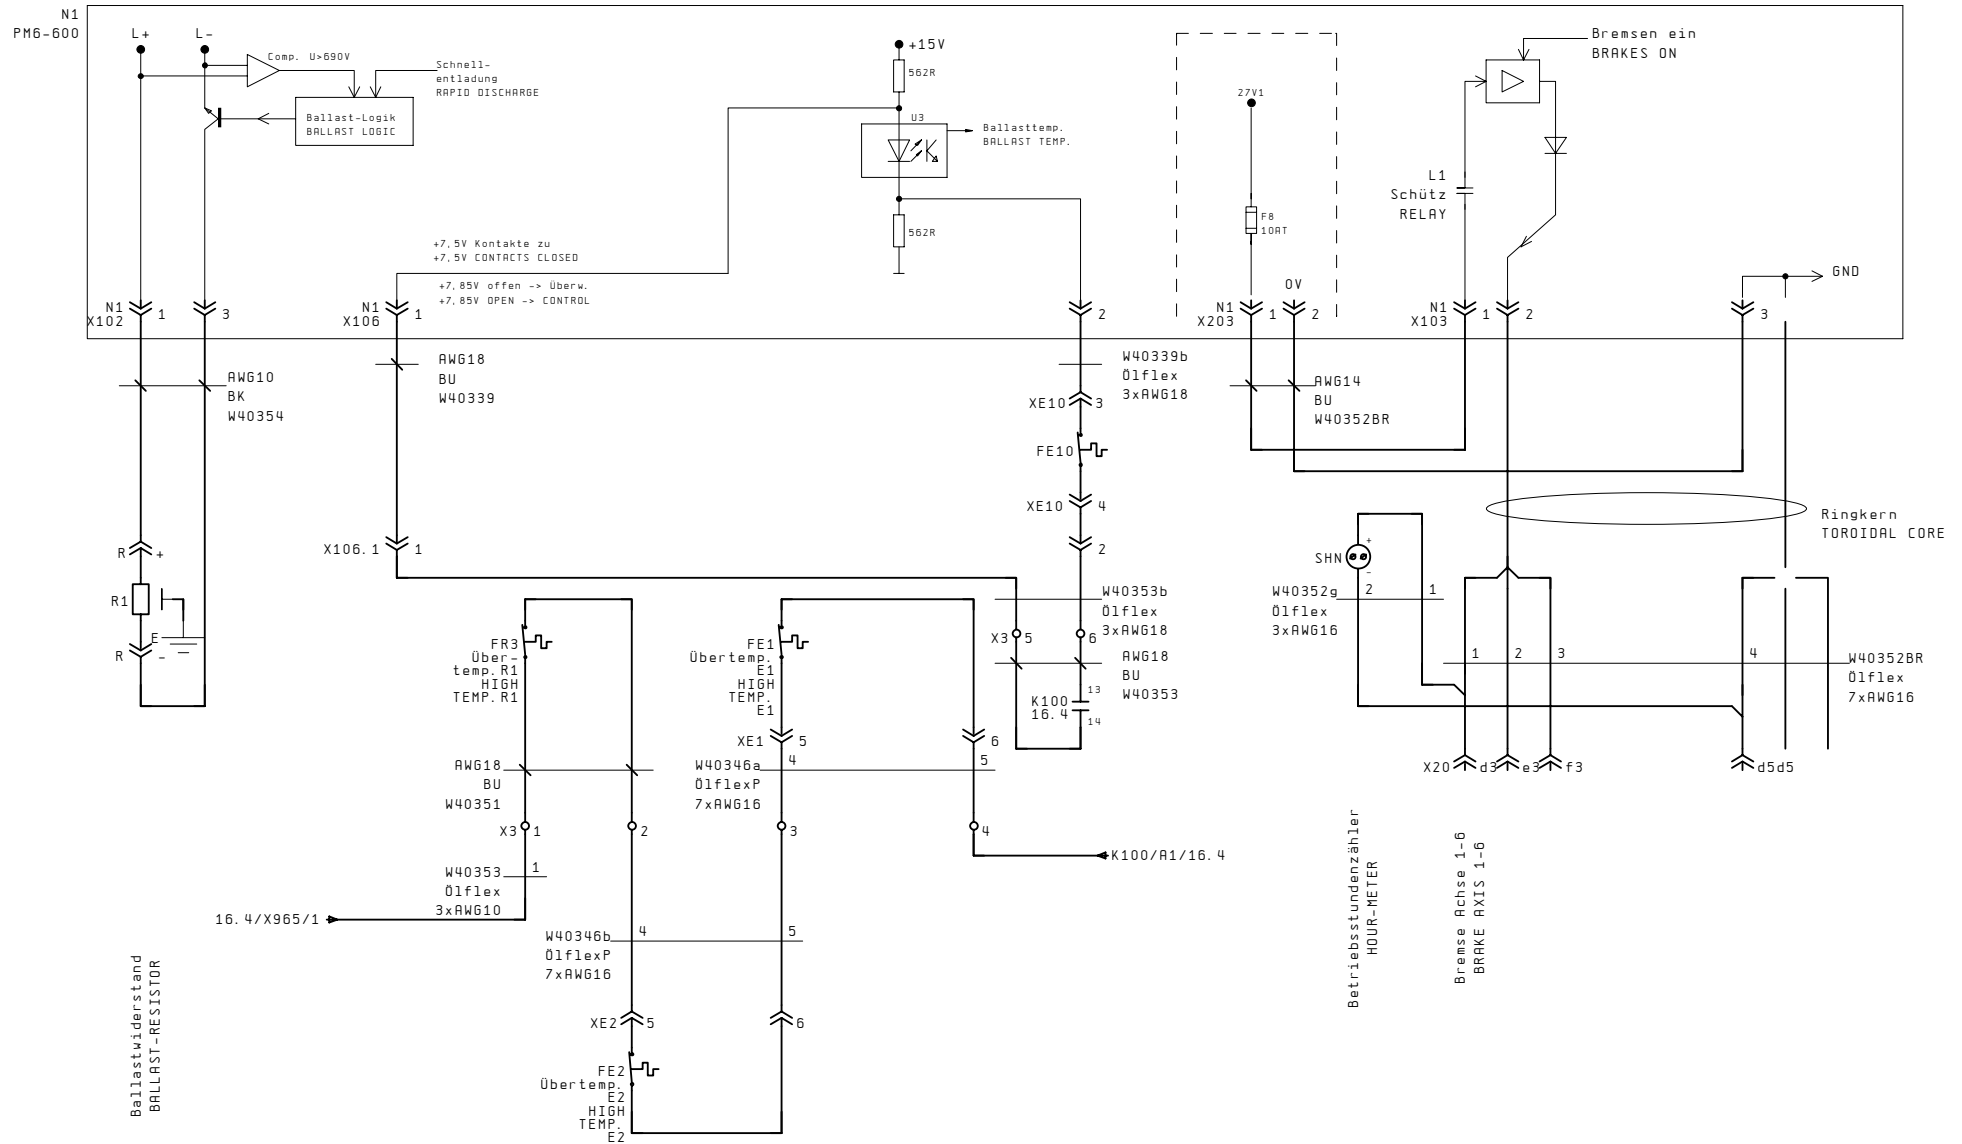 N1
PM6-600
L+
L-
Comp. U>690V
Schnell-
entladung
RAPID DISCHARGE
Ballast-Logik
BALLAST LOGIC
+15V
562R
U3
Ballasttemp.
BALLAST TEMP.
562R
+7,5V Kontakte zu
+7,5V CONTACTS CLOSED
+7,85V offen -> Überw.
+7,85V OPEN -> CONTROL
27V1
F8
10AT
0V
Bremsen ein
BRAKES ON
L1
Schütz
RELAY
GND
N1
X102
1
3
N1
X106
1
2
N1
X203
1
2
N1
X103
1
2
3
AWG10
BK
W40354
AWG18
BU
W40339
W40339b
Ölflex
3xAWG18
AWG14
BU
W40352BR
XE10
3
FE10
XE10
4
2
X106.1
1
Ringkern
TOROIDAL CORE
R
+
R1
E
R
-
SHN
+
-
W40352g
Ölflex
3xAWG16
2
1
W40353b
Ölflex
3xAWG18
X3
5
6
AWG18
BU
W40353
K100
16.4
13
14
FR3
Über-
temp.R1
HIGH
TEMP.R1
FE1
Übertemp.
E1
HIGH
TEMP.
E1
XE1
5
6
1
2
3
4
W40352BR
Ölflex
7xAWG16
AWG18
BU
W40351
W40346a
ÖlflexP
7xAWG16
4
5
X20
d3
e3
f3
d5d5
X3
1
2
3
4
K100/A1/16.4
W40353
Ölflex
3xAWG10
1
16.4/X965/1
W40346b
ÖlflexP
7xAWG16
4
5
XE2
5
6
FE2
Übertemp.
E2
HIGH
TEMP.
E2
Ballastwiderstand
BALLAST-RESISTOR
Betriebsstundenzähler
HOUR-METER
Bremse Achse 1-6
BRAKE AXIS 1-6